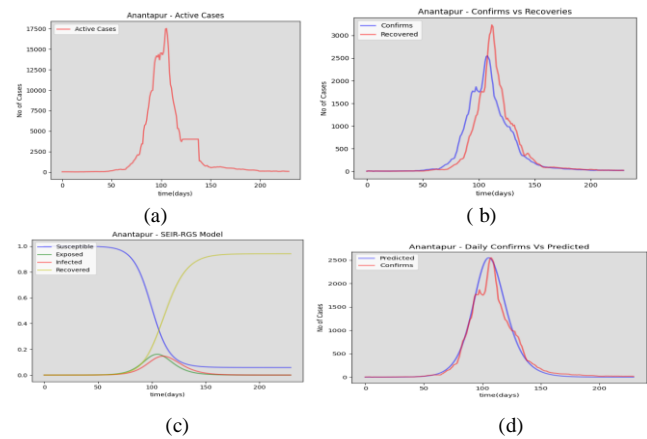 Anantapur - Active Cases
Active Cases
No of Cases
17500
15000
12500
10000
7500
5000
2500
0
0 50 100 150 200
time(days)
(a)
Anantapur - Confirms vs Recoveries
Confirms
Recovered
No of Cases
3000
2500
2000
1500
1000
500
0
0 50 100 150 200
time(days)
( b)
Anantapur - SEIR-RGS Model
Susceptible
Exposed
Infected
Recovered
1.0
0.8
0.6
0.4
0.2
0.0
0 50 100 150 200
time(days)
(c)
Anantapur - Daily Confirms Vs Predicted
Predicted
Confirms
No of Cases
2500
2000
1500
1000
500
0
0 50 100 150 200
time(days)
(d)